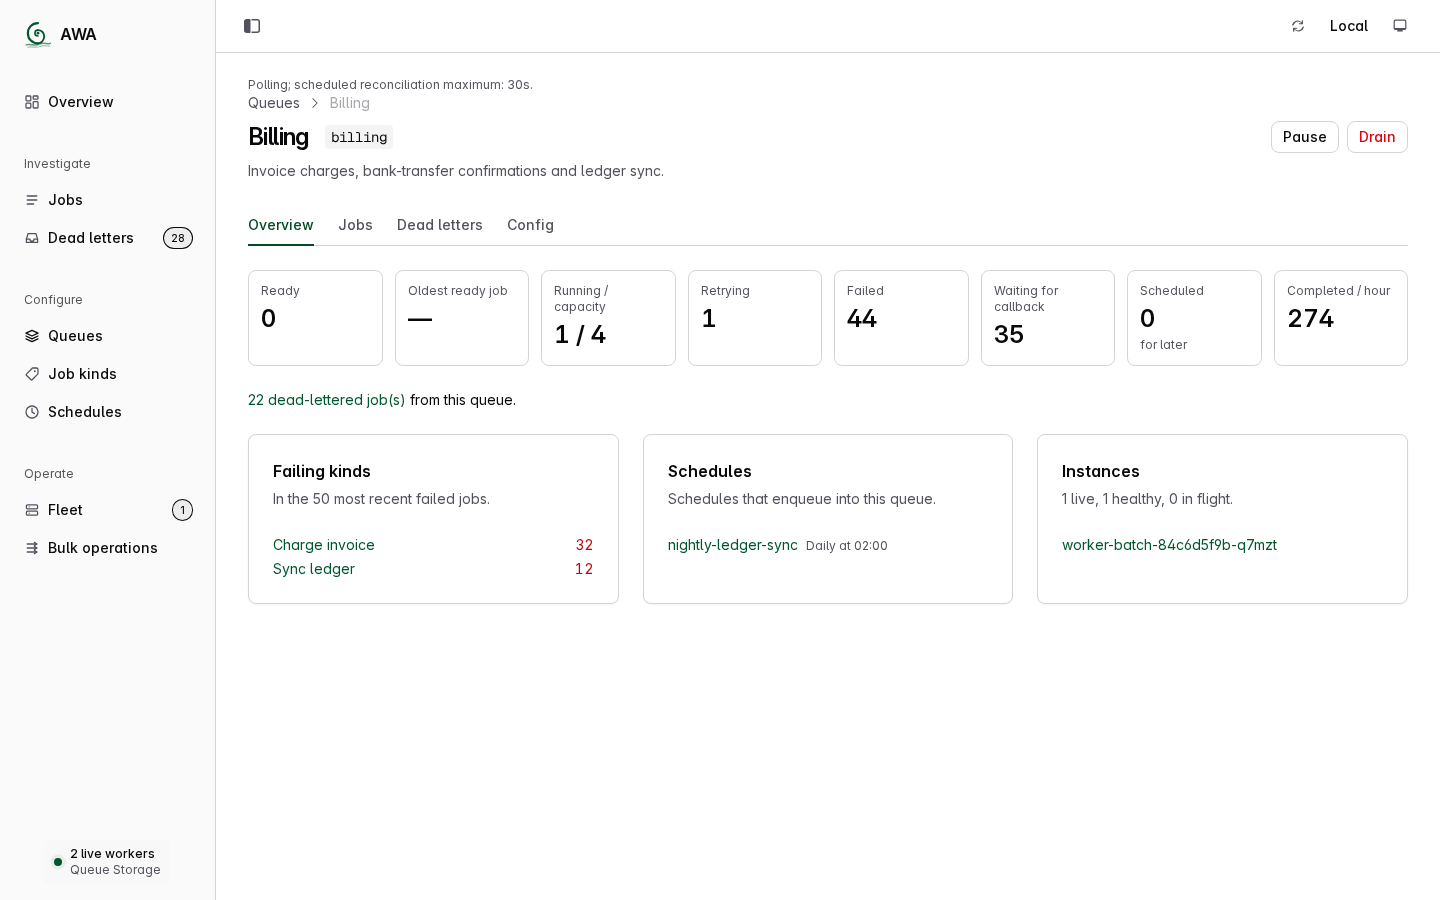 AWA
Overview
Investigate
Jobs
Dead letters 28
Configure
Queues
Job kinds
Schedules
Operate
Fleet 1
Bulk operations
2 live workers
Queue Storage
Local
Polling; scheduled reconciliation maximum: 30s.
Queues Billing
Billing billing
Pause Drain
Invoice charges, bank-transfer confirmations and ledger sync.
Overview Jobs Dead letters Config
Ready
0
Oldest ready job
—
Running /
capacity
1 / 4
Retrying
1
Failed
44
Waiting for
callback
35
Scheduled
0
for later
Completed / hour
274
22 dead-lettered job(s) from this queue.
Failing kinds
In the 50 most recent failed jobs.
Charge invoice 32
Sync ledger 12
Schedules
Schedules that enqueue into this queue.
nightly-ledger-sync Daily at 02:00
Instances
1 live, 1 healthy, 0 in flight.
worker-batch-84c6d5f9b-q7mzt